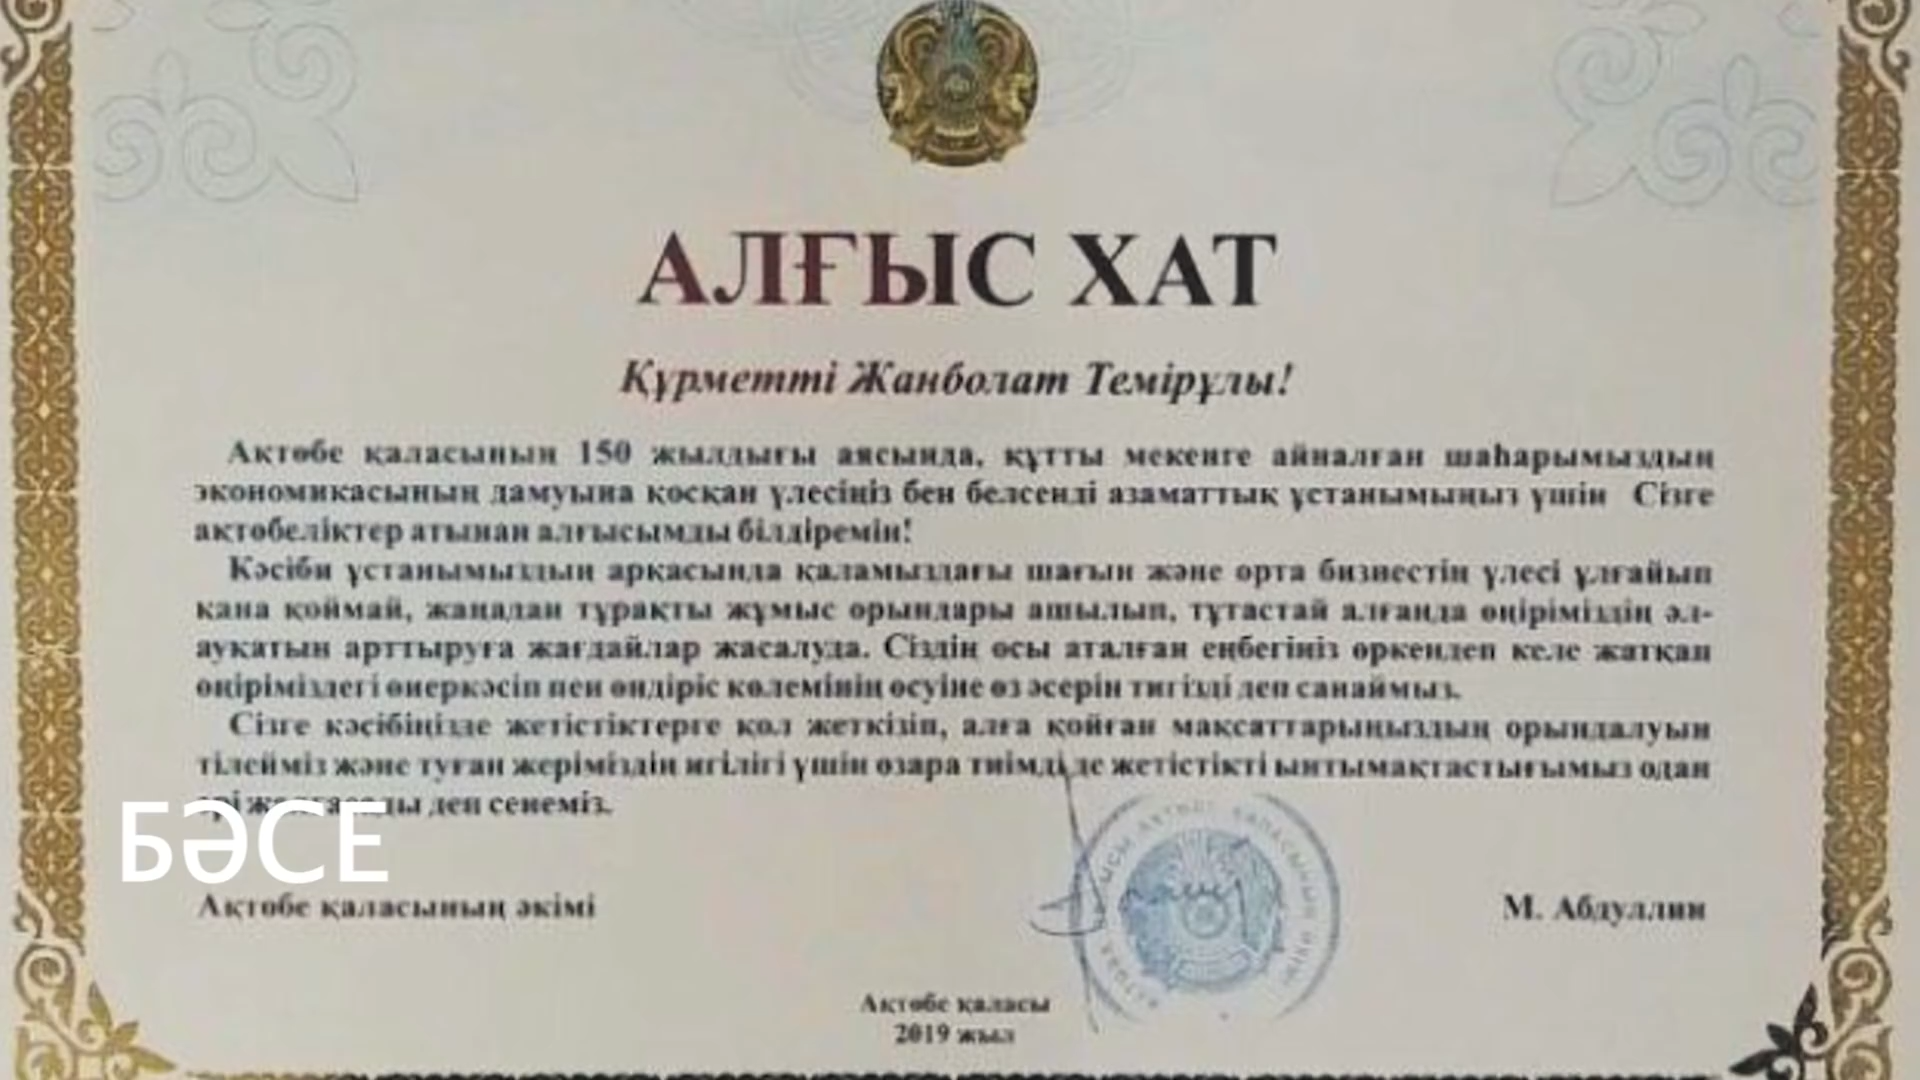 АЛҒЫС ХАТ
Құрметті Жанболат Темірұлы!
Ақтөбе қаласының 150 жылдығы аясында, құтты мекенге айналған шаһарымыздың
экономикасының дамуына қосқан үлесіңіз бен белсенді азаматтық ұстанымыңыз үшін Сізге
ақтөбеліктер атынан алғысымды білдіремін!
Кәсіби ұстанымыздың арқасында қаламыздағы шағын және орта бизнестің үлесі ұлғайып
қана қоймай, жаңадан тұрақты жұмыс орындары ашылып, тұтастай алғанда өңіріміздің әл-
ауқатын арттыруға жағдайлар жасалуда. Сіздің осы аталған еңбегіңіз өркендеп келе жатқан
өңіріміздегі өнеркәсіп пен өндіріс көлемінің өсуіне өз әсерін тигізді деп санаймыз.
Сізге кәсібіңізде жетістіктерге қол жеткізіп, алға қойған мақсаттарыңыздың орындалуын
тілейміз және туған жеріміздің игілігі үшін өзара тиімді де жетістікті ынтымақтастығымыз одан
деп сенеміз.
БӘСЕ
Ақтөбе қаласының әкімі
М. Абдуллин
Ақтөбе қаласы
2019 жыл